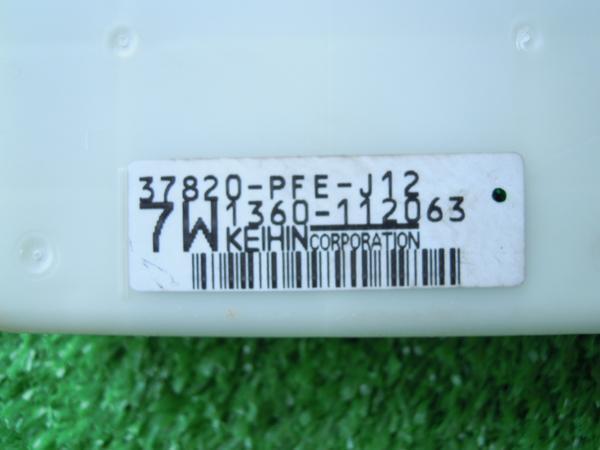 37820-PFE-J12
7W 1360-112063
KEIHIN CORPORATION